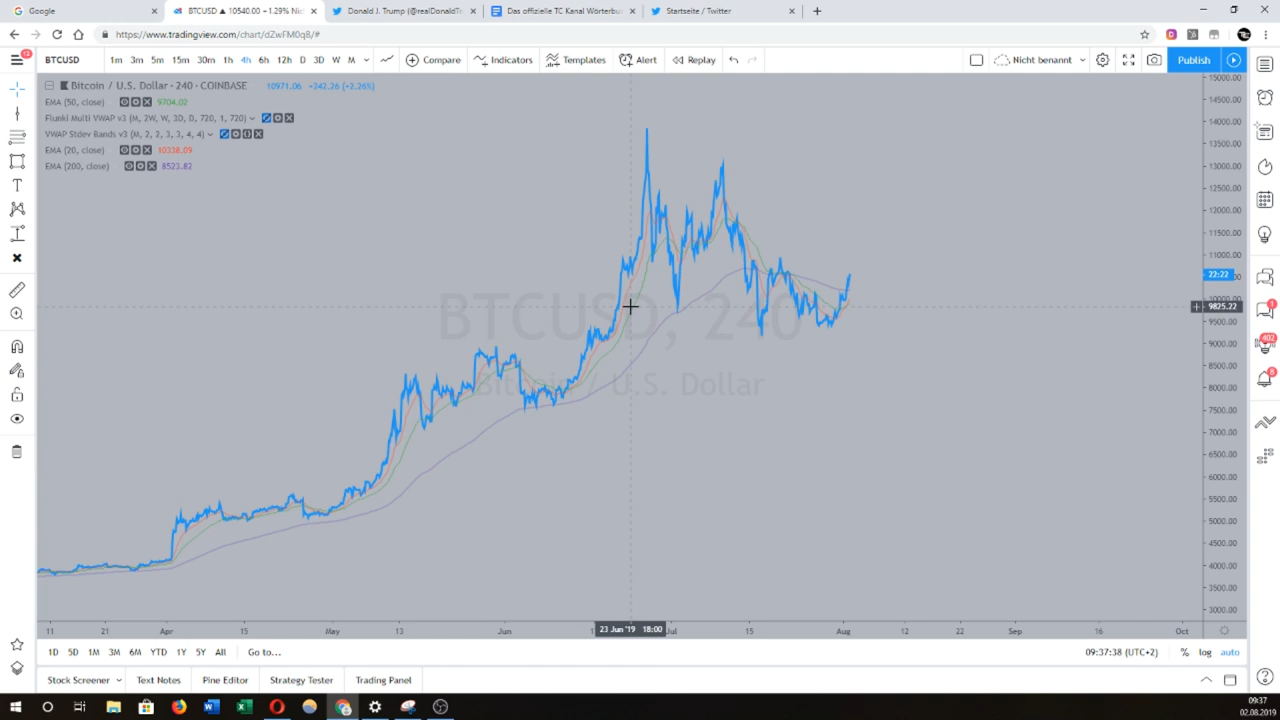 Google
BTCUSD ▲ 10540.00 +1.29% Nic
Donald J. Trump (@realDonaldTr
Das offizielle TC Kanal Wörterbu
Startseite / Twitter
https://www.tradingview.com/chart/dZwFM0qB/#
12
BTCUSD
1m 3m 5m 15m 30m 1h 4h 6h 12h D 3D W M
Compare
Indicators
Templates
Alert
Replay
Nicht benannt
Publish
Bitcoin / U.S. Dollar · 240 · COINBASE 10971.06 +242.26 (+2.26%)
EMA (50, close) 9704.02
Flunki Multi VWAP v3 (M, 2W, W, 3D, D, 720, 1, 720)
VWAP Stdev Bands v3 (M, 2, 2, 3, 3, 4, 4)
EMA (20, close) 10338.09
EMA (200, close) 8523.82
BTCUSD, 240
Bitcoin / U.S. Dollar
15000.00
14500.00
14000.00
13500.00
13000.00
12500.00
12000.00
11500.00
11000.00
22:22
9825.22
9500.00
9000.00
8500.00
8000.00
7500.00
7000.00
6500.00
6000.00
5500.00
5000.00
4500.00
4000.00
3500.00
3000.00
1
402
8
11 21 Apr 15 May 13 Jun 23 Jun '19 18:00 Jul 15 Aug 12 22 Sep 16 Oct
1D 5D 1M 3M 6M YTD 1Y 5Y All Go to...
09:37:38 (UTC+2) % log auto
Stock Screener Text Notes Pine Editor Strategy Tester Trading Panel
09:37
02.08.2019